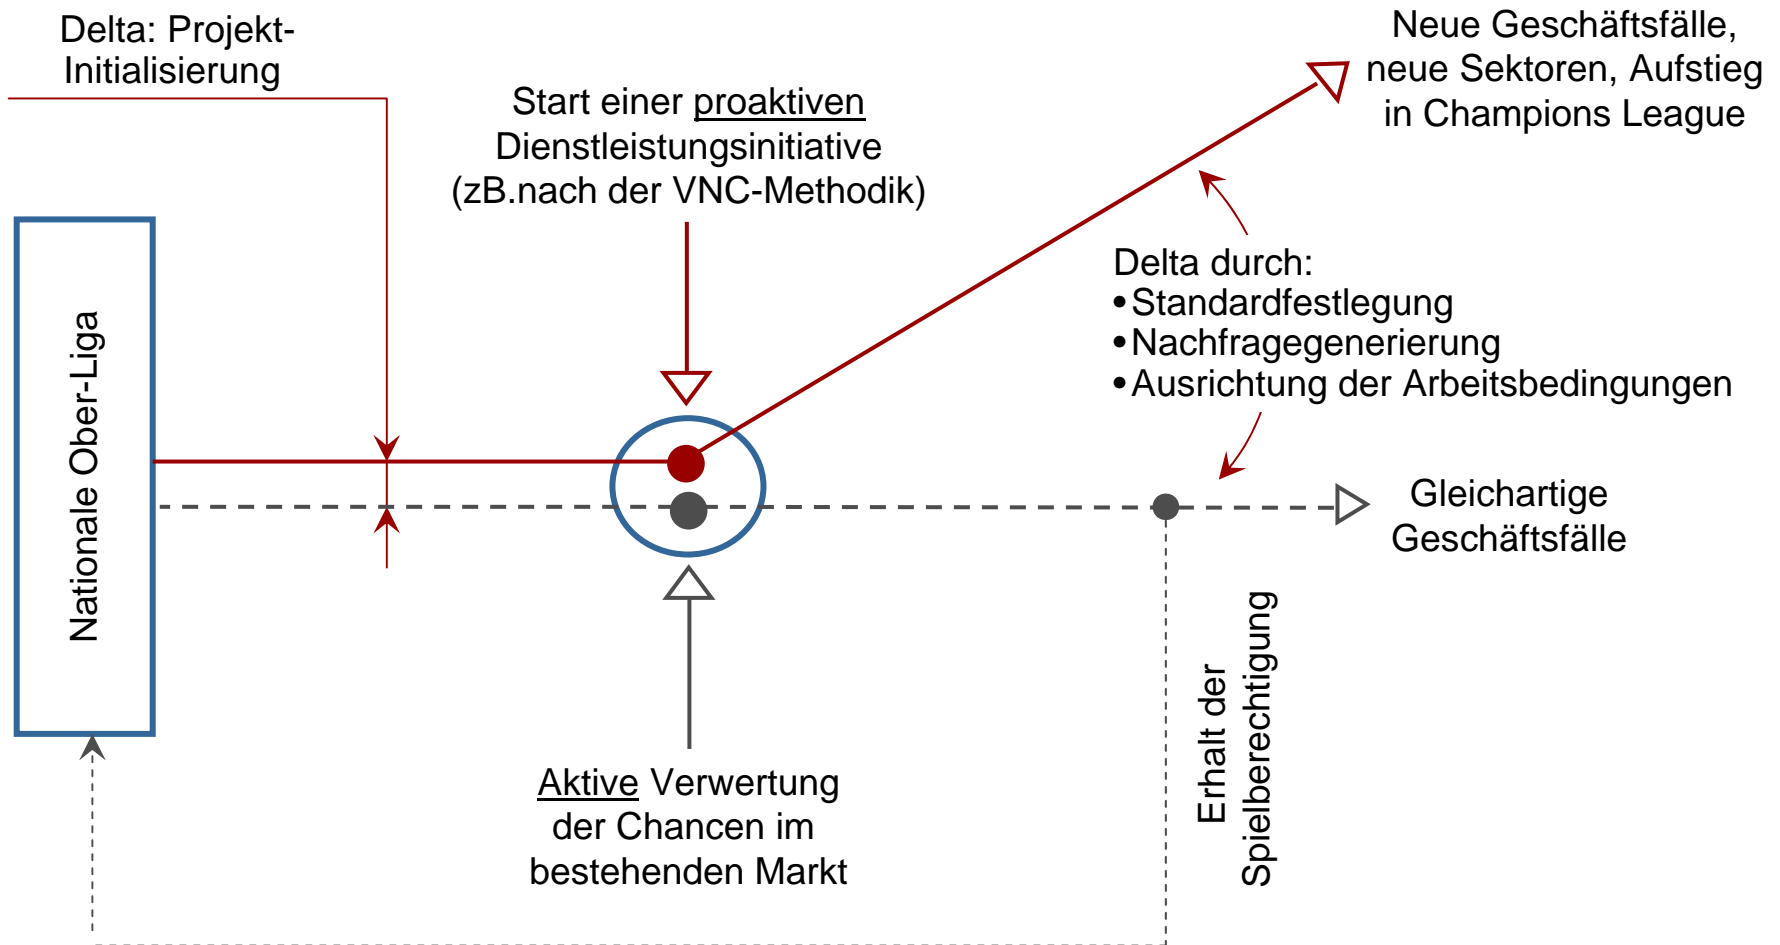 Delta: Projekt-
Initialisierung
Start einer proaktiven
Dienstleistungsinitiative
(zB.nach der VNC-Methodik)
Neue Geschäftsfälle,
neue Sektoren, Aufstieg
in Champions League
Delta durch:
•Standardfestlegung
•Nachfragegenerierung
•Ausrichtung der Arbeitsbedingungen
Nationale Ober-Liga
Gleichartige
Geschäftsfälle
Erhalt der
Spielberechtigung
Aktive Verwertung
der Chancen im
bestehenden Markt